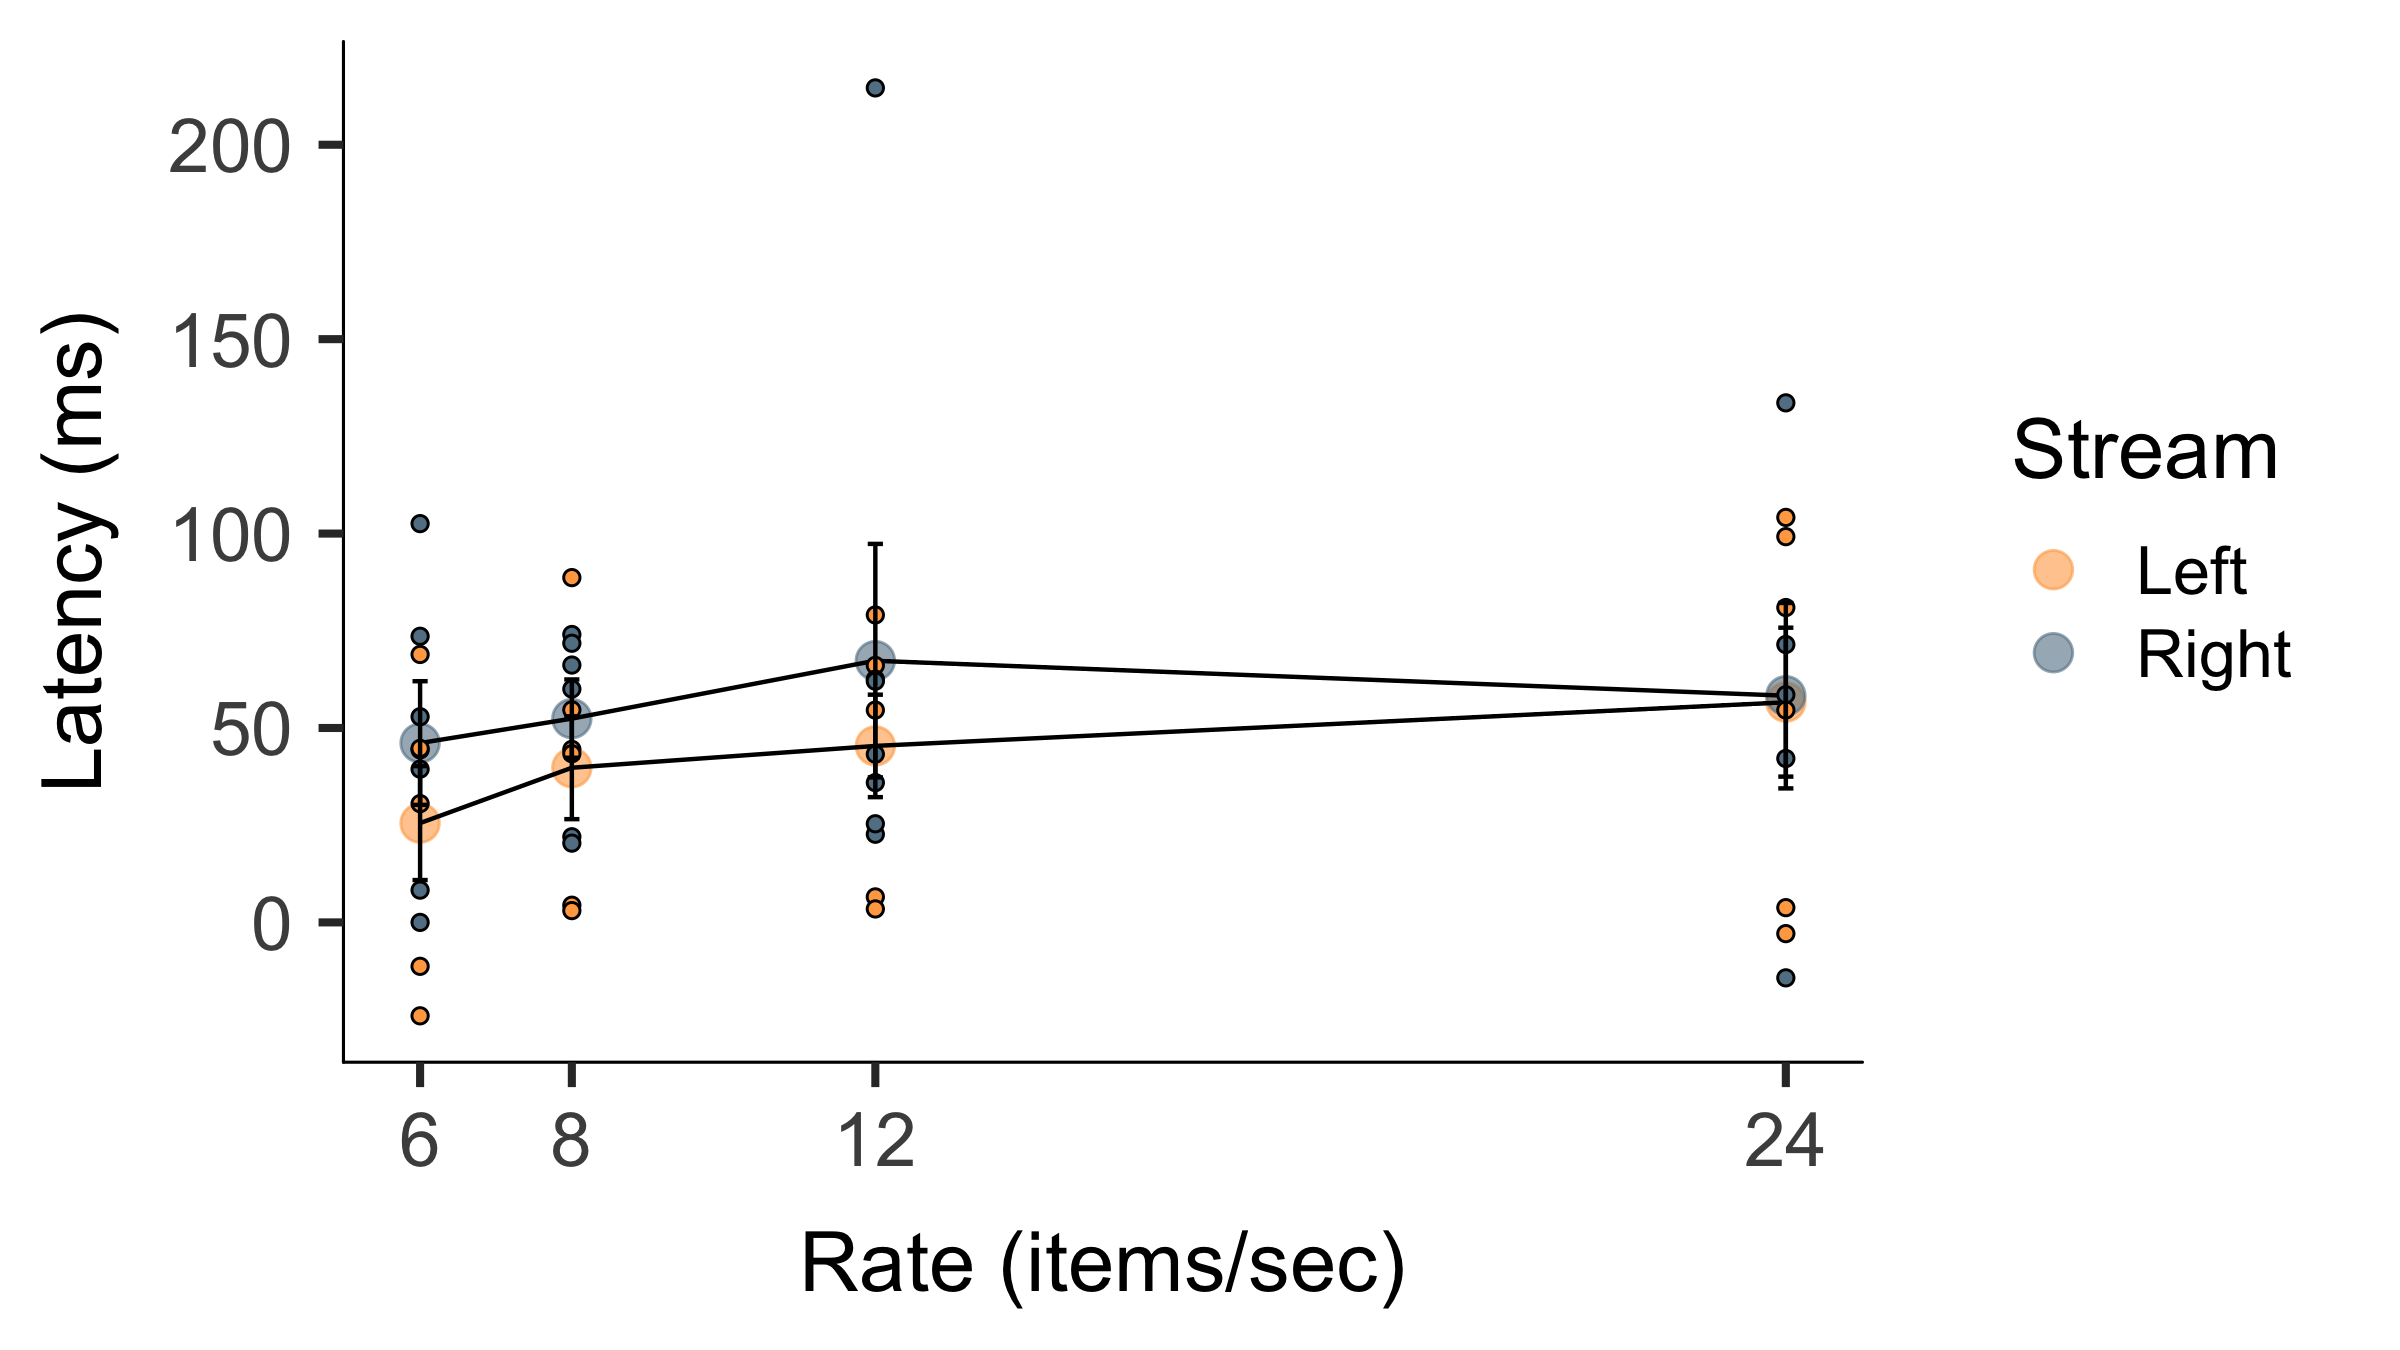 Latency (ms)
200
150
100
50
0
6 8 12 24
Rate (items/sec)
Stream
Left
Right